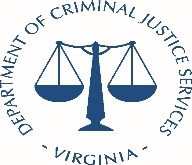 DEPARTMENT OF CRIMINAL JUSTICE SERVICES
- VIRGINIA -